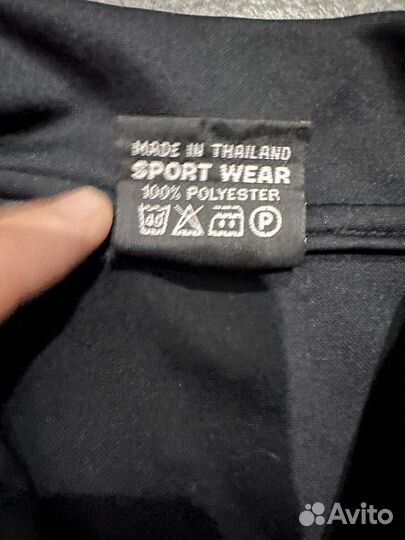 MADE IN THAILAND
SPORT WEAR
100% POLYESTER
40 P
Avito